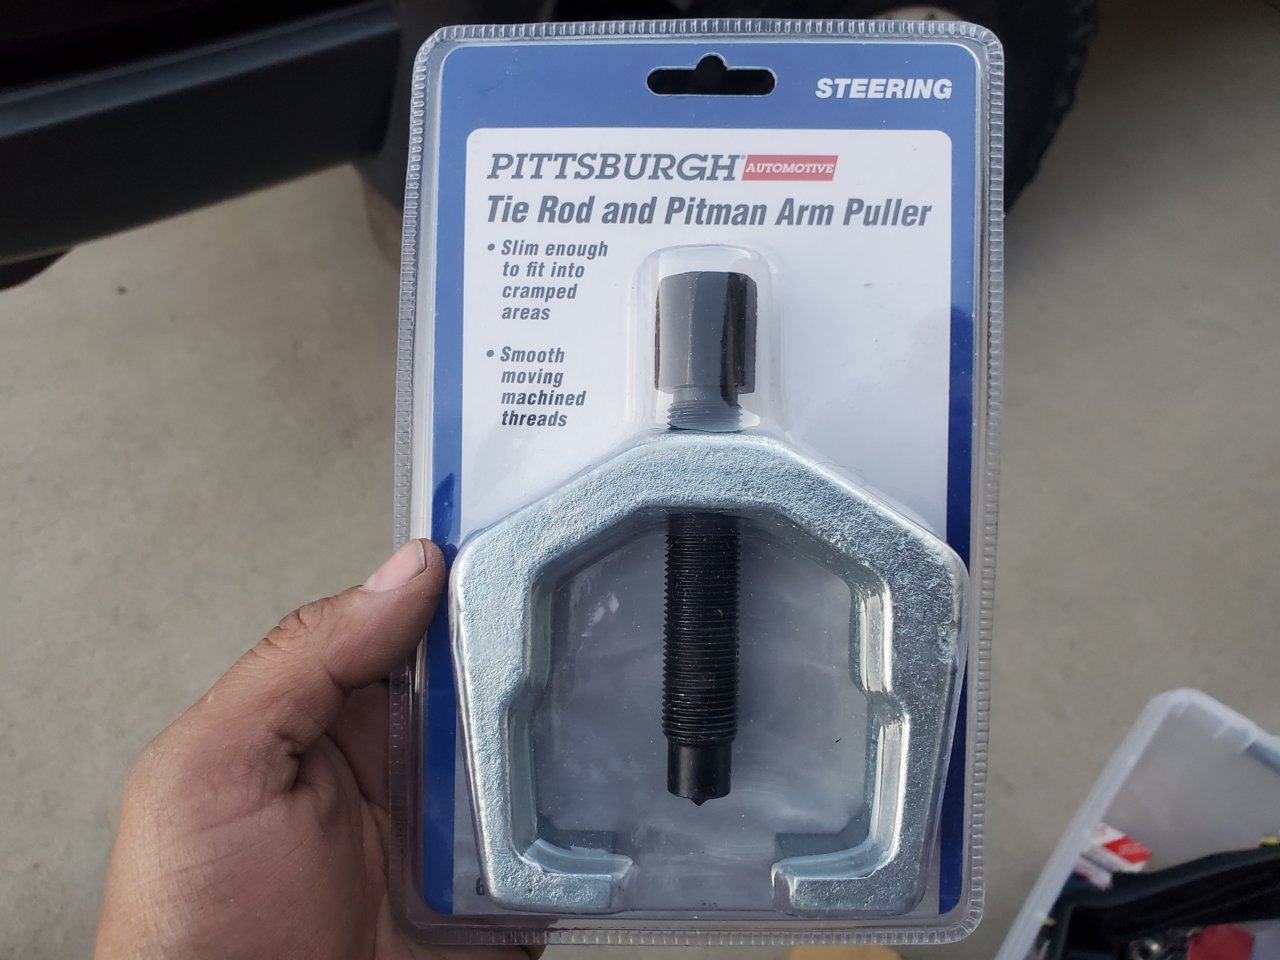 STEERING
PITTSBURGH AUTOMOTIVE
Tie Rod and Pitman Arm Puller
• Slim enough
to fit into
cramped
areas
• Smooth
moving
machined
threads